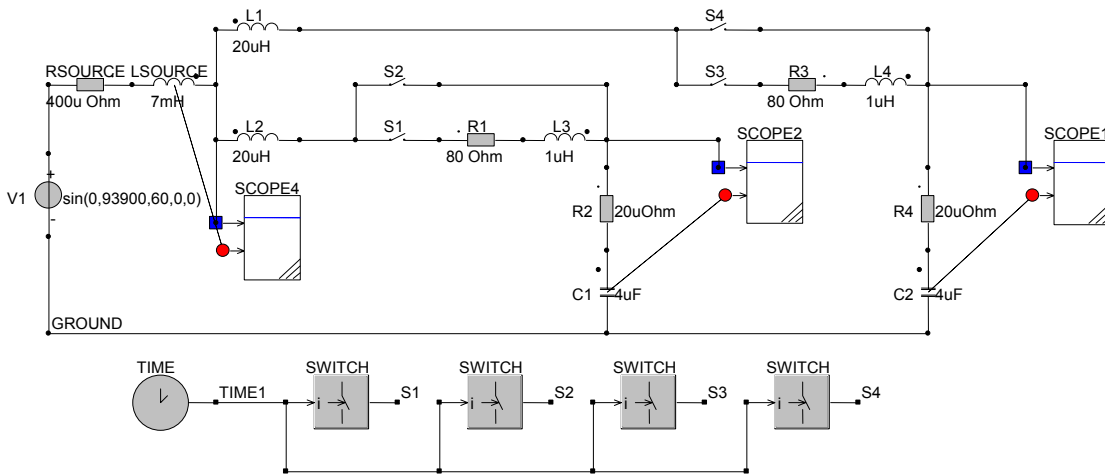 L1
S4
20uH
RSOURCE LSOURCE
S2
S3
R3
L4
400u Ohm
7mH
80 Ohm
1uH
L2
S1
R1
L3
SCOPE2
SCOPE1
20uH
80 Ohm
1uH
V1
+
-
sin(0,93900,60,0,0)
SCOPE4
R2
20uOhm
R4
20uOhm
C1
4uF
C2
4uF
GROUND
TIME
SWITCH
SWITCH
SWITCH
SWITCH
TIME1
i
S1
i
S2
i
S3
i
S4